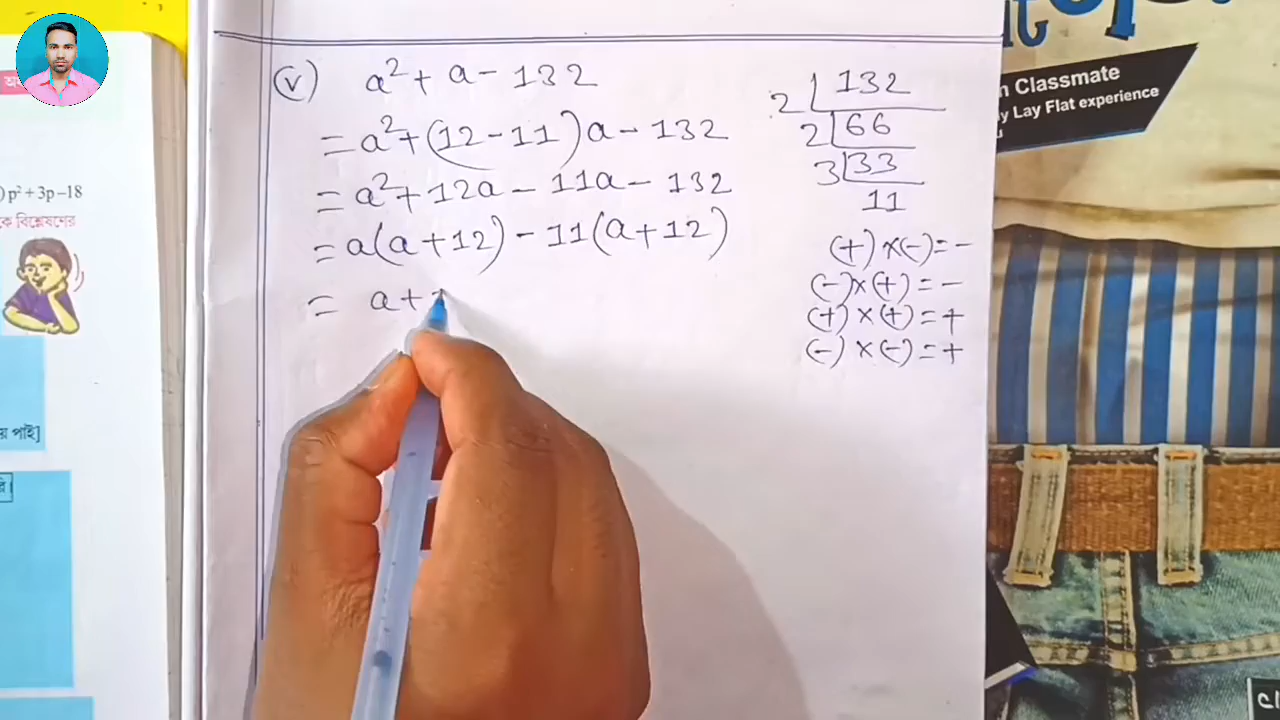 v) a² + a - 132
= a² + (12 - 11)a - 132
= a² + 12a - 11a - 132
= a(a + 12) - 11(a + 12)
= a +
2 | 132
2 | 66
3 | 33
11
(+) × (-) = -
(-) × (+) = -
(+) × (+) = +
(-) × (-) = +
) p² + 3p – 18
কে বিশ্লেষণের
য় পাই]
n Classmate
y Lay Flat experience